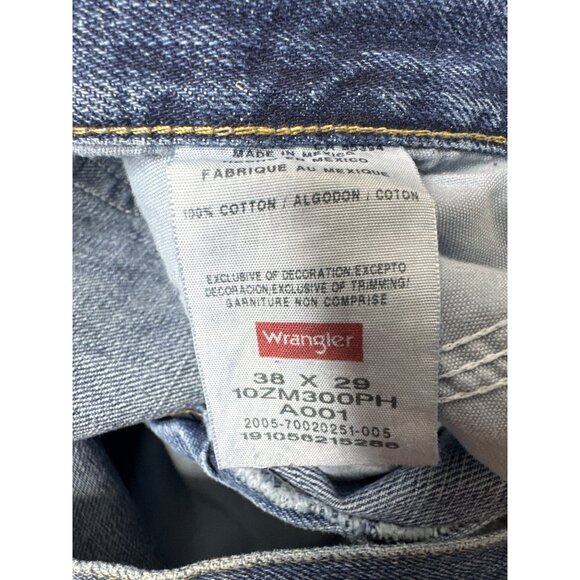 MADE IN MEXICO
FABRIQUE AU MEXIQUE
100% COTTON / ALGODON / COTON
EXCLUSIVE OF DECORATION,EXCEPTO
DECORACION,EXCLUSIVE OF TRIMMING/
GARNITURE NON COMPRISE
Wrangler
38 X 29
10ZM300PH
A001
2005-70020251-005
191056215286